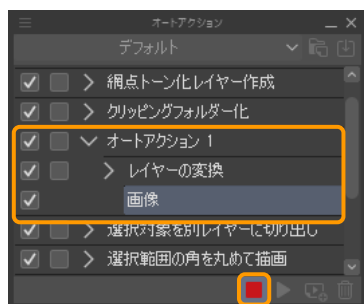 オートアクション
デフォルト
網点トーン化レイヤー作成
クリッピングフォルダー化
オートアクション 1
レイヤーの変換
画像
選択対象を別レイヤーに切り出し
選択範囲の角を丸めて描画